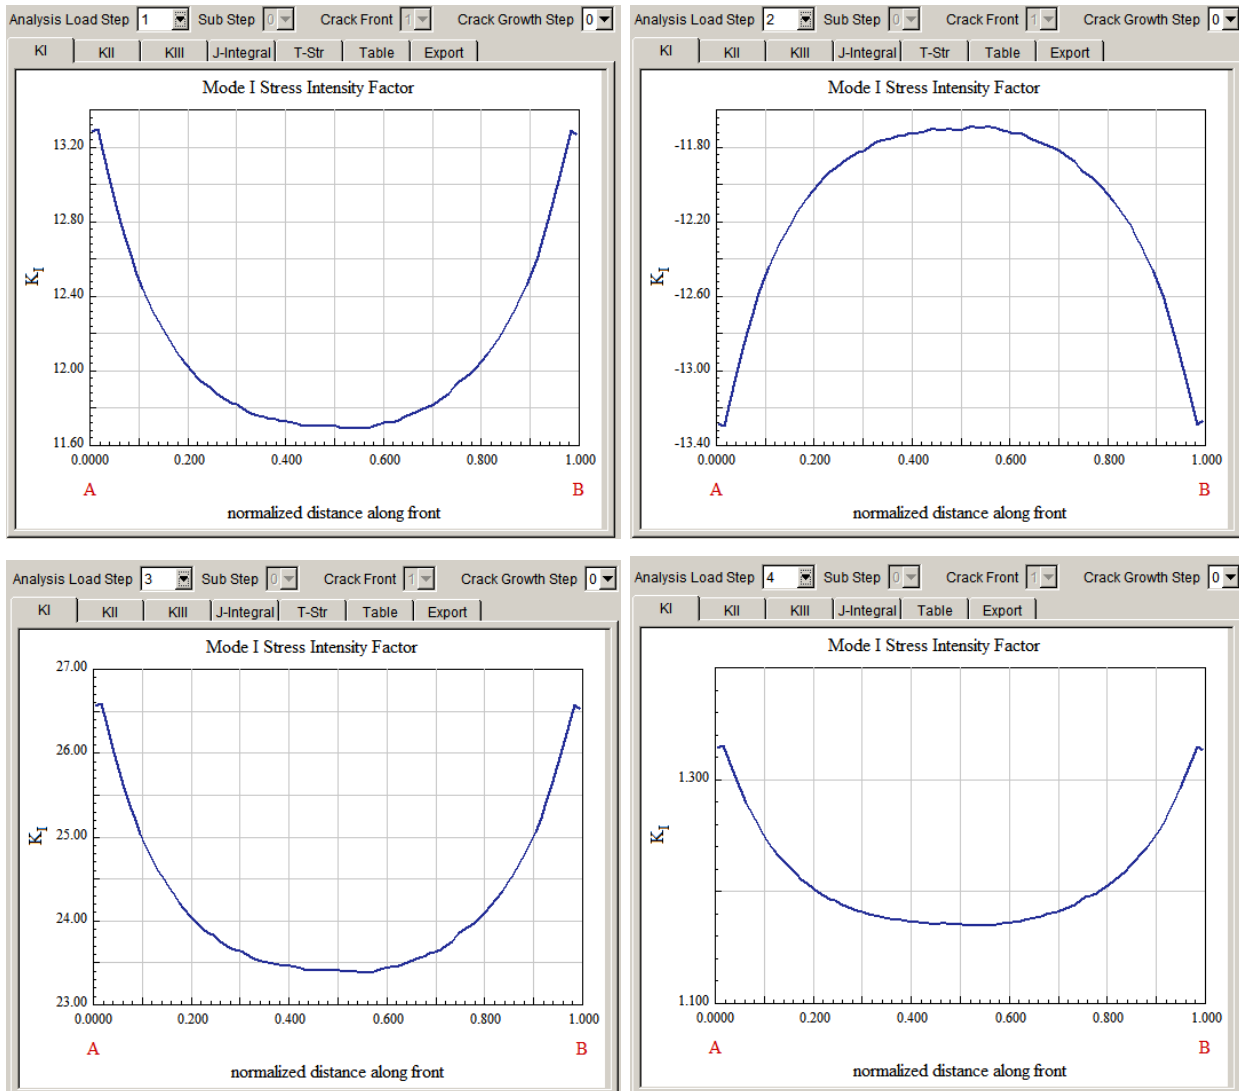 Analysis Load Step 1 Sub Step 0 Crack Front 1 Crack Growth Step 0
KI KII KIII J-Integral T-Str Table Export
Mode I Stress Intensity Factor
13.20
12.80
12.40
12.00
11.60
KI
0.0000 0.200 0.400 0.600 0.800 1.000
A B
normalized distance along front
Analysis Load Step 2 Sub Step 0 Crack Front 1 Crack Growth Step 0
KI KII KIII J-Integral T-Str Table Export
Mode I Stress Intensity Factor
-11.80
-12.20
-12.60
-13.00
-13.40
KI
0.0000 0.200 0.400 0.600 0.800 1.000
A B
normalized distance along front
Analysis Load Step 3 Sub Step 0 Crack Front 1 Crack Growth Step 0
KI KII KIII J-Integral T-Str Table Export
Mode I Stress Intensity Factor
27.00
26.00
25.00
24.00
23.00
KI
0.0000 0.200 0.400 0.600 0.800 1.000
A B
normalized distance along front
Analysis Load Step 4 Sub Step 0 Crack Front 1 Crack Growth Step 0
KI KII KIII J-Integral Table Export
Mode I Stress Intensity Factor
1.300
1.100
KI
0.0000 0.200 0.400 0.600 0.800 1.000
A B
normalized distance along front